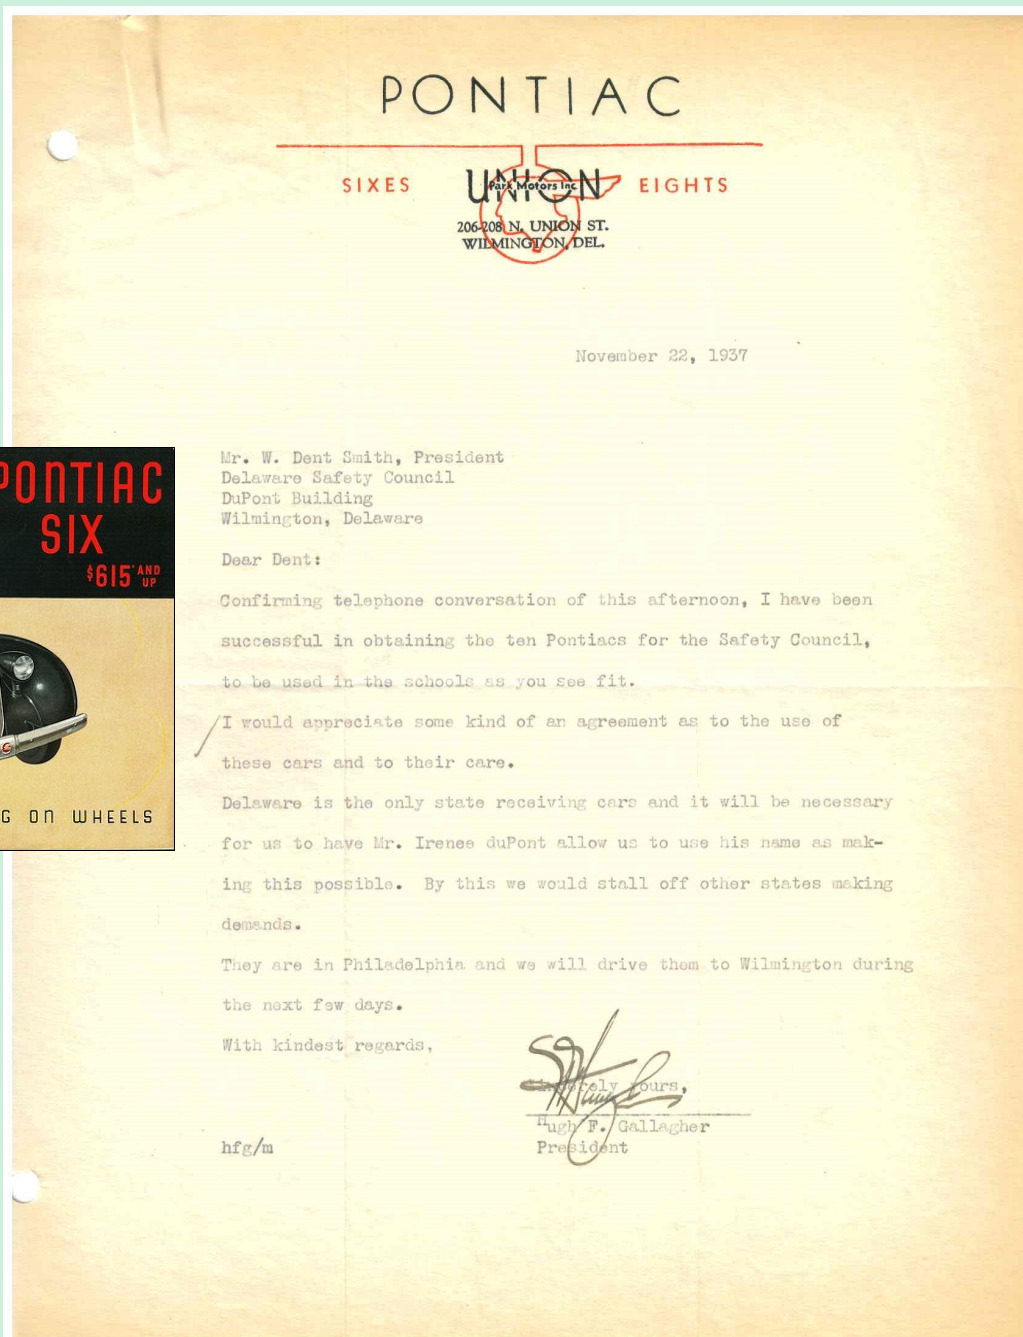 PONTIAC
SIXES
UNION
Park Motors Inc
EIGHTS
206-208 N. UNION ST.
WILMINGTON, DEL.
November 22, 1937
Mr. W. Dent Smith, President
Delaware Safety Council
DuPont Building
Wilmington, Delaware
Dear Dent:
Confirming telephone conversation of this afternoon, I have been
successful in obtaining the ten Pontiacs for the Safety Council,
to be used in the schools as you see fit.
I would appreciate some kind of an agreement as to the use of
these cars and to their care.
Delaware is the only state receiving cars and it will be necessary
for us to have Mr. Irenee duPont allow us to use his name as mak-
ing this possible. By this we would stall off other states making
demands.
They are in Philadelphia and we will drive them to Wilmington during
the next few days.
With kindest regards,
Sincerely yours,
Hugh F. Gallagher
President
hfg/m
PONTIAC
SIX
$615* AND
UP
G ON WHEELS